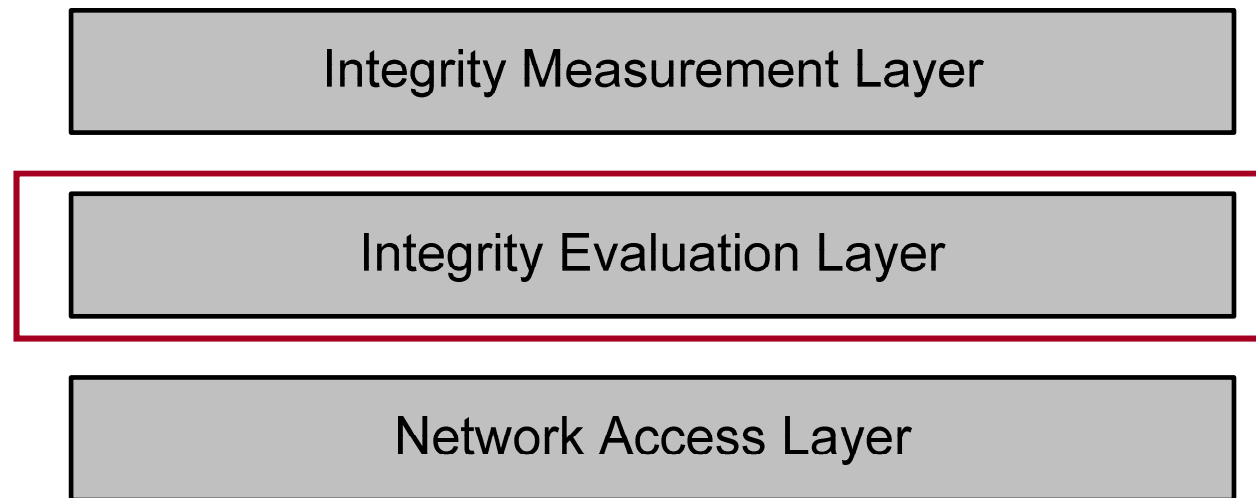 Integrity Measurement Layer
Integrity Evaluation Layer
Network Access Layer